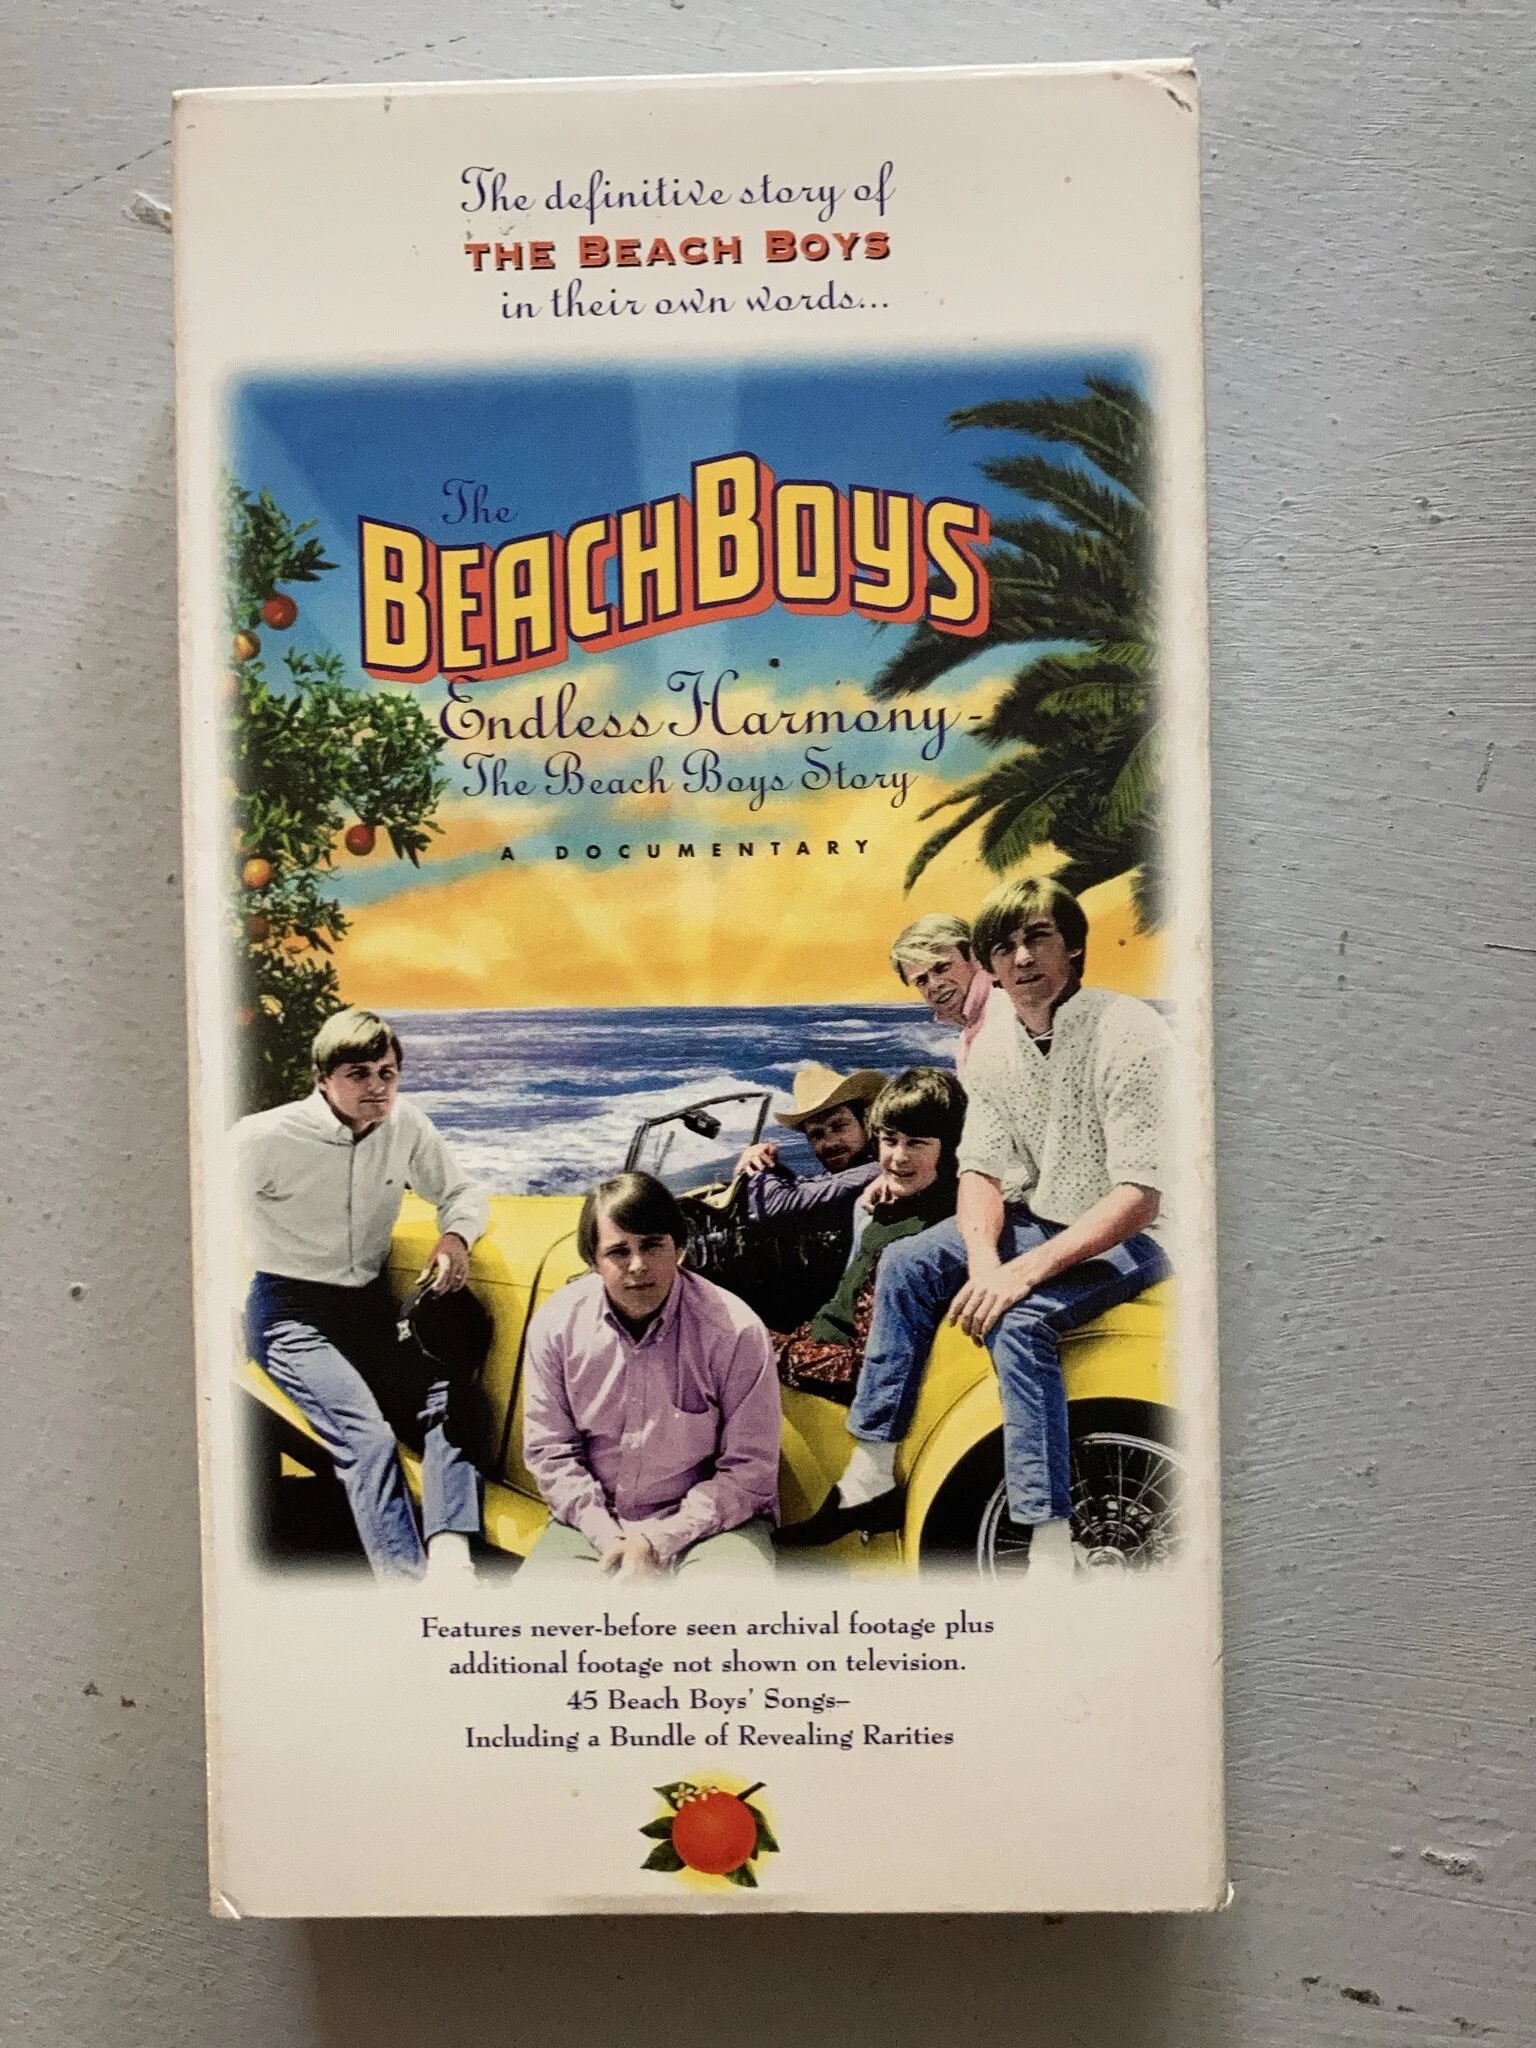 The definitive story of
THE BEACH BOYS
in their own words...
The
BEACH BOYS
Endless Harmony -
The Beach Boys Story
A DOCUMENTARY
Features never-before seen archival footage plus
additional footage not shown on television.
45 Beach Boys' Songs–
Including a Bundle of Revealing Rarities